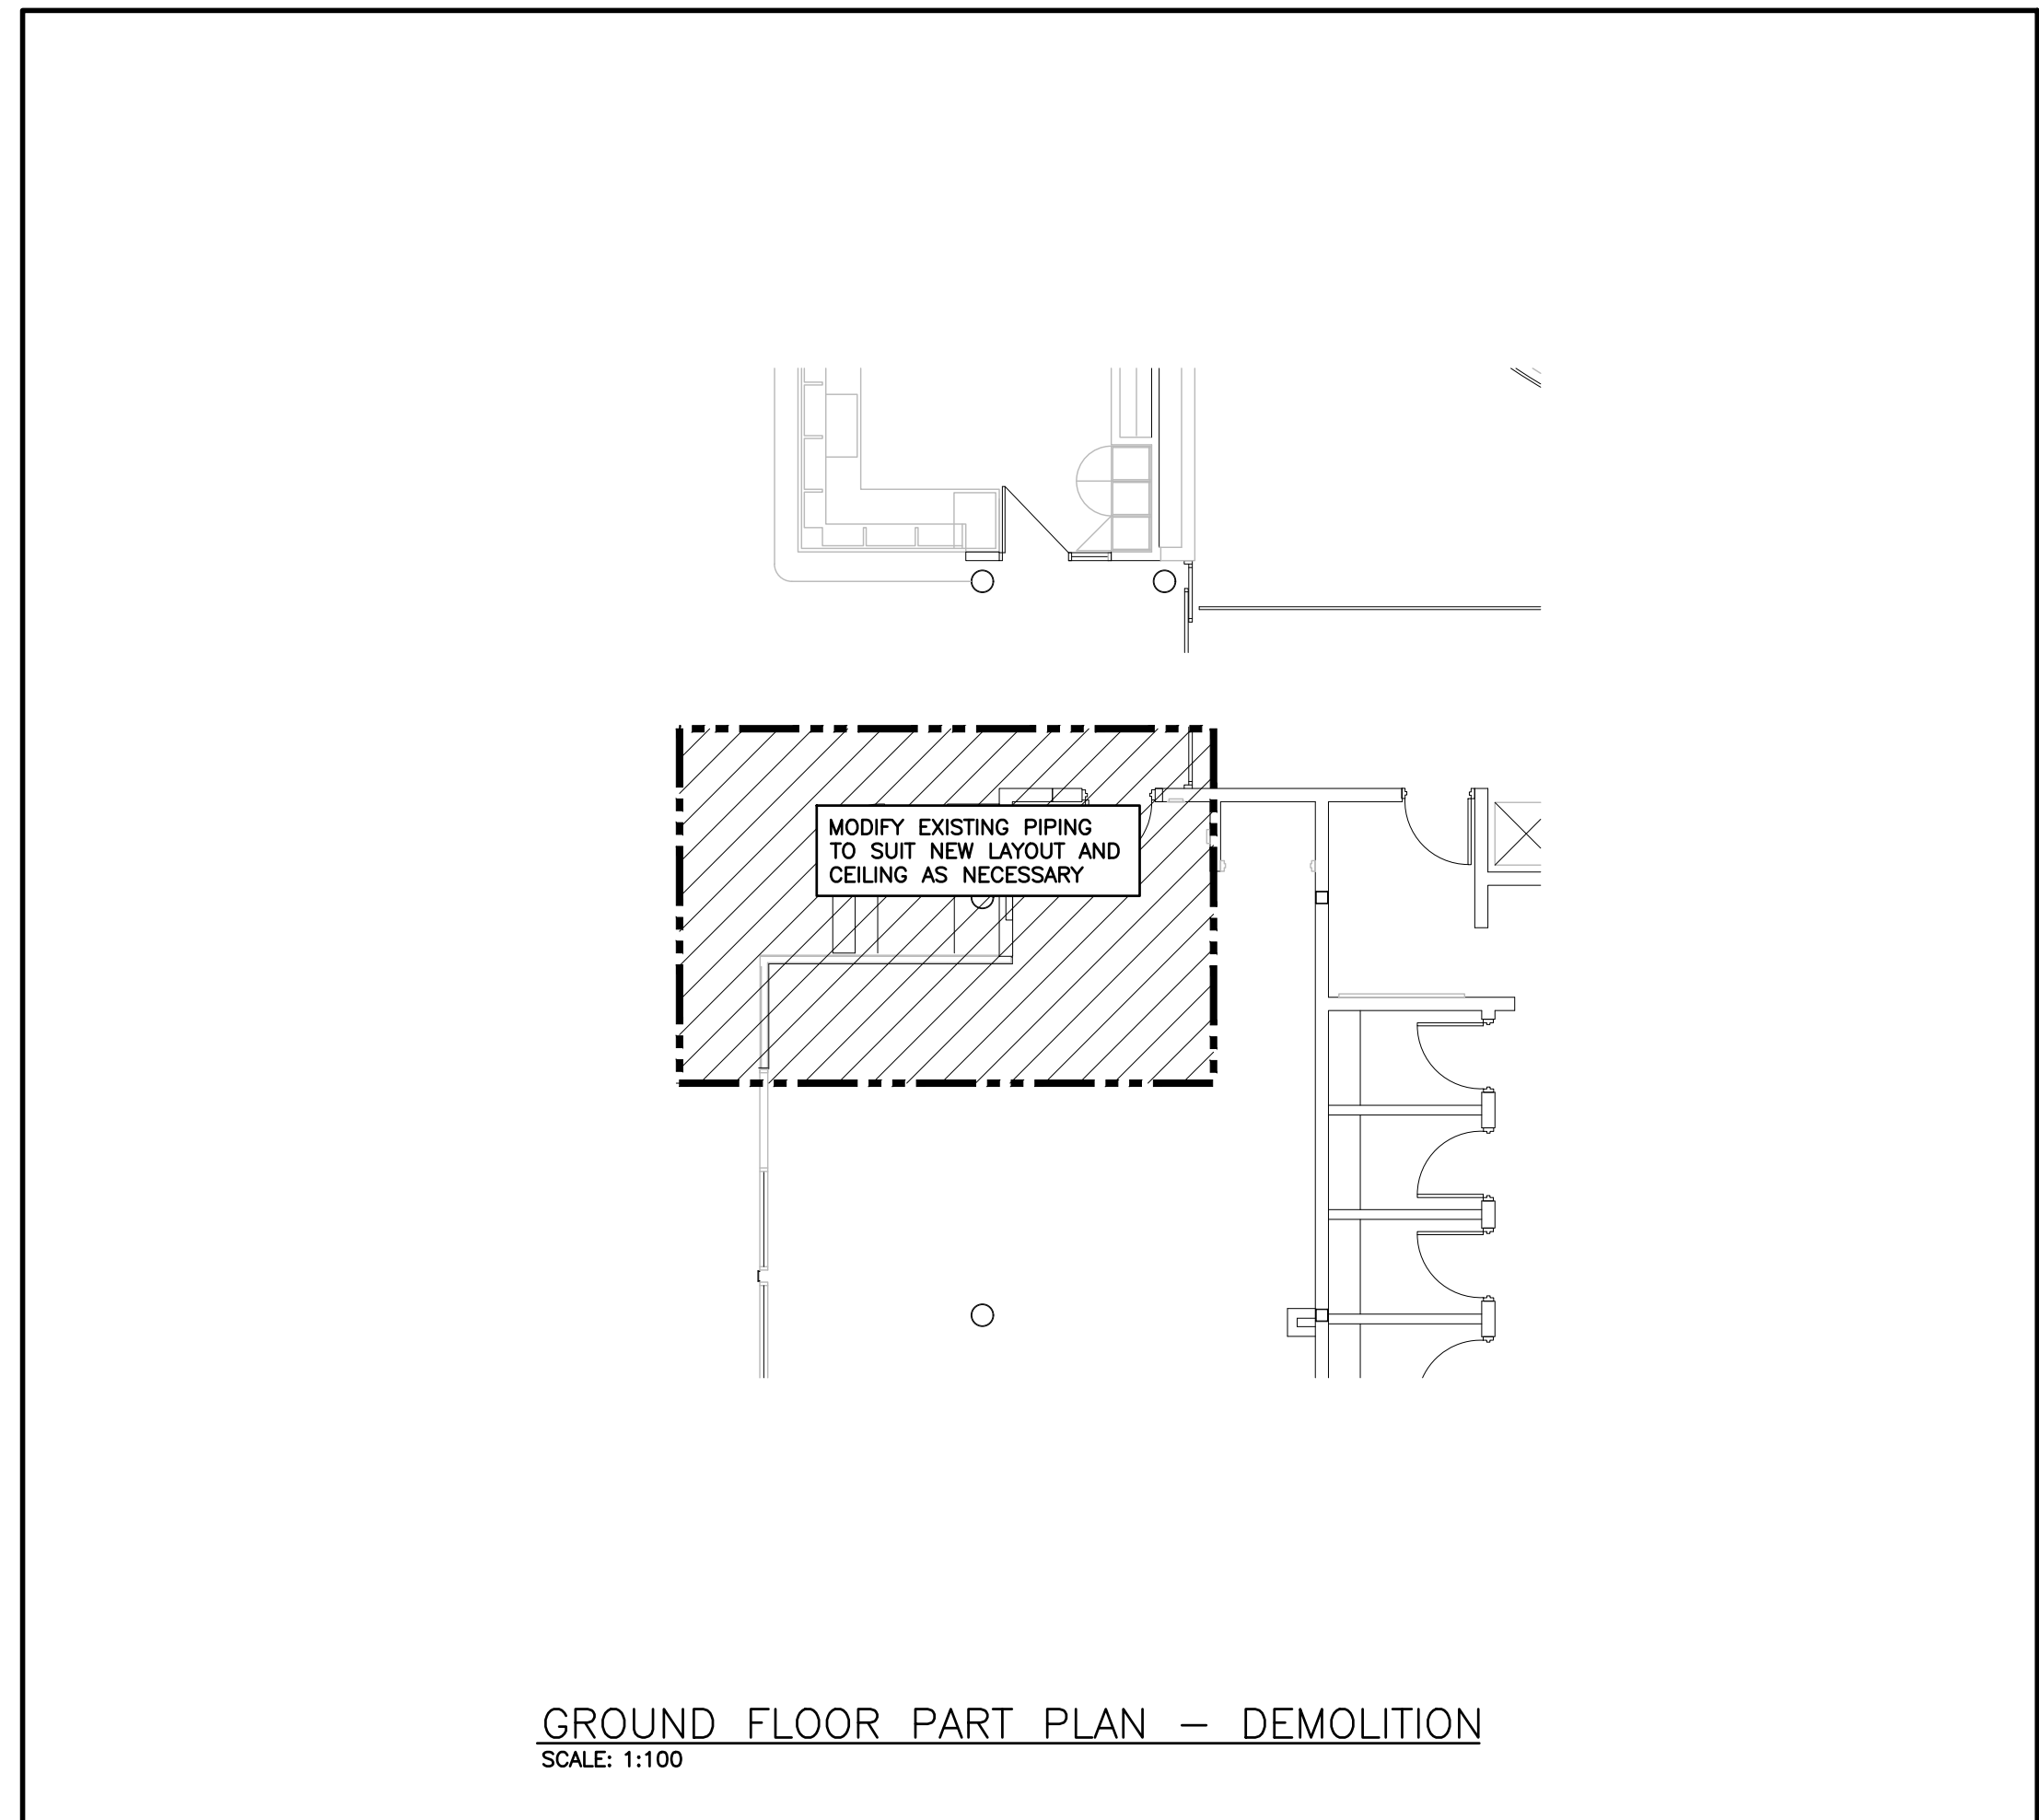 MODIFY EXISTING PIPING
TO SUIT NEW LAYOUT AND
CEILING AS NECESSARY
GROUND FLOOR PART PLAN — DEMOLITION
SCALE: 1:100